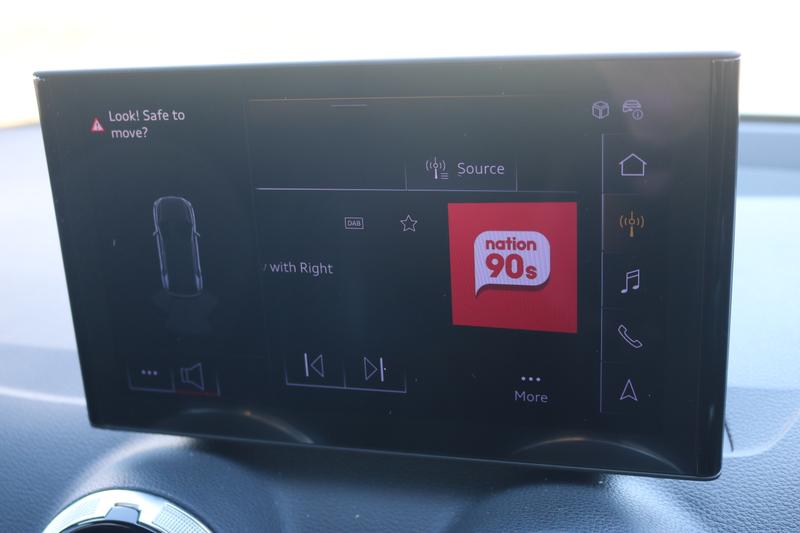 Look! Safe to
move?
Source
DAB
with Right
nation
90s
More